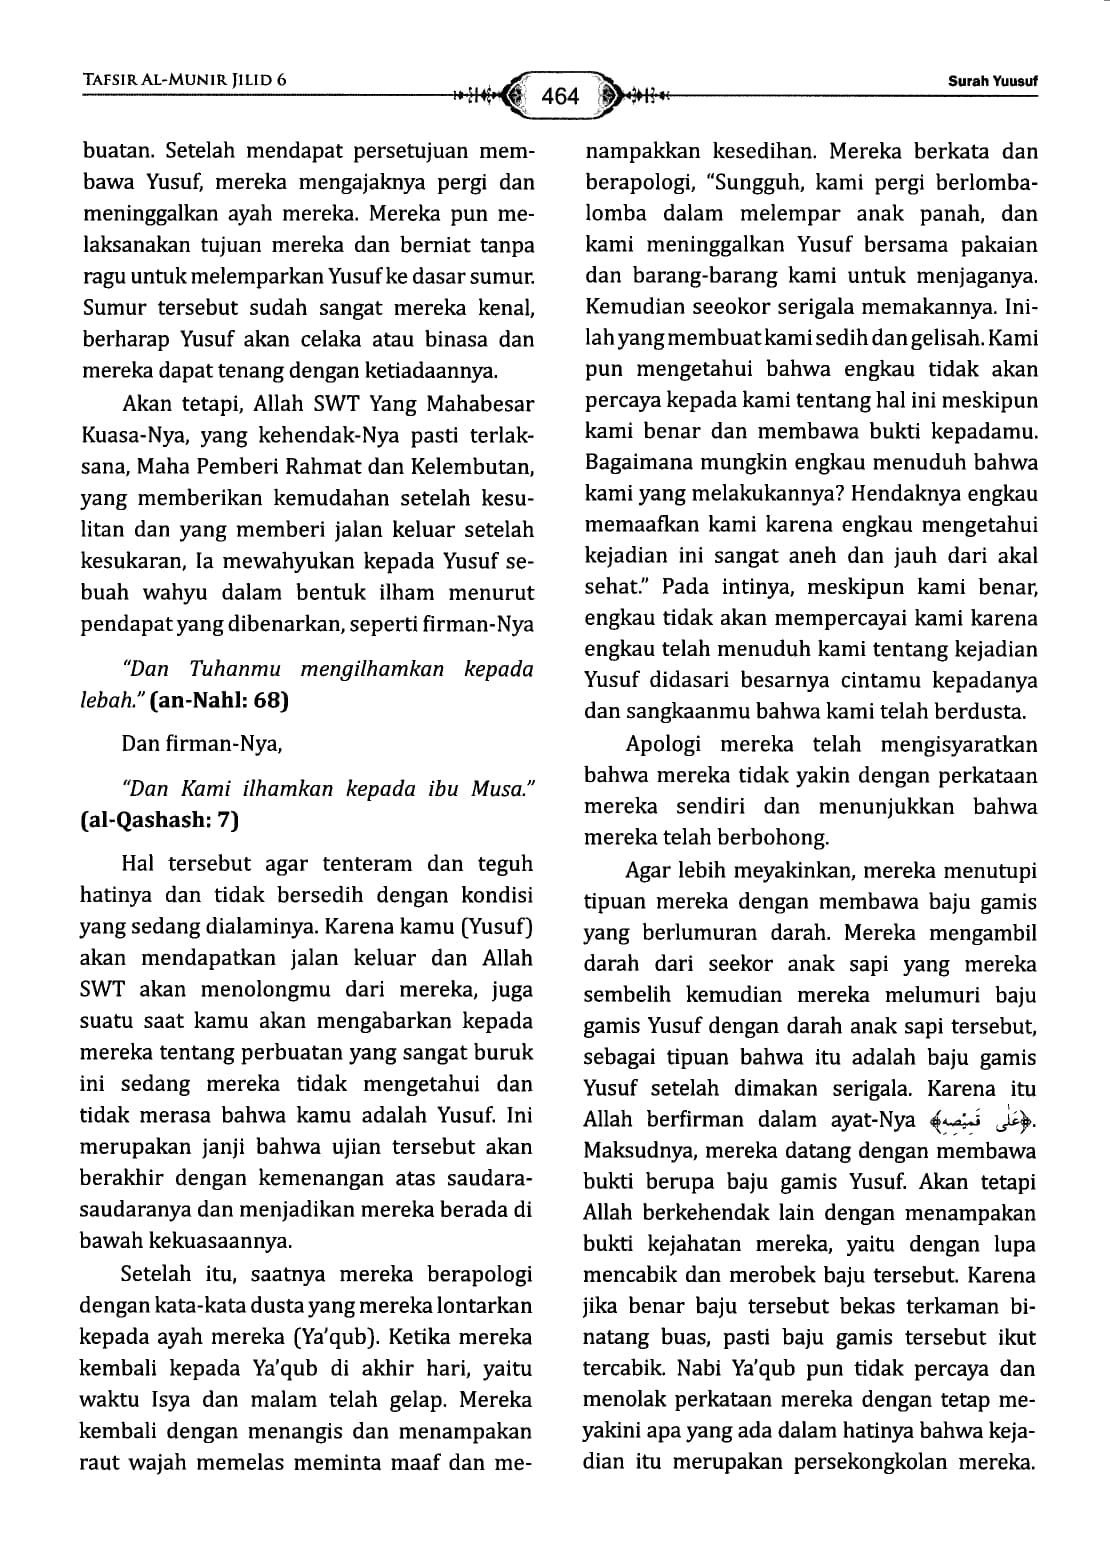 TAFSIR AL-MUNIR JILID 6
464
Surah Yuusuf
buatan. Setelah mendapat persetujuan mem-
bawa Yusuf, mereka mengajaknya pergi dan
meninggalkan ayah mereka. Mereka pun me-
laksanakan tujuan mereka dan berniat tanpa
ragu untuk melemparkan Yusuf ke dasar sumur.
Sumur tersebut sudah sangat mereka kenal,
berharap Yusuf akan celaka atau binasa dan
mereka dapat tenang dengan ketiadaannya.
Akan tetapi, Allah SWT Yang Mahabesar
Kuasa-Nya, yang kehendak-Nya pasti terlak-
sana, Maha Pemberi Rahmat dan Kelembutan,
yang memberikan kemudahan setelah kesu-
litan dan yang memberi jalan keluar setelah
kesukaran, Ia mewahyukan kepada Yusuf se-
buah wahyu dalam bentuk ilham menurut
pendapat yang dibenarkan, seperti firman-Nya
“Dan Tuhanmu mengilhamkan kepada
lebah.” (an-Nahl: 68)
Dan firman-Nya,
“Dan Kami ilhamkan kepada ibu Musa.”
(al-Qashash: 7)
Hal tersebut agar tenteram dan teguh
hatinya dan tidak bersedih dengan kondisi
yang sedang dialaminya. Karena kamu (Yusuf)
akan mendapatkan jalan keluar dan Allah
SWT akan menolongmu dari mereka, juga
suatu saat kamu akan mengabarkan kepada
mereka tentang perbuatan yang sangat buruk
ini sedang mereka tidak mengetahui dan
tidak merasa bahwa kamu adalah Yusuf. Ini
merupakan janji bahwa ujian tersebut akan
berakhir dengan kemenangan atas saudara-
saudaranya dan menjadikan mereka berada di
bawah kekuasaannya.
Setelah itu, saatnya mereka berapologi
dengan kata-kata dusta yang mereka lontarkan
kepada ayah mereka (Ya’qub). Ketika mereka
kembali kepada Ya’qub di akhir hari, yaitu
waktu Isya dan malam telah gelap. Mereka
kembali dengan menangis dan menampakan
raut wajah memelas meminta maaf dan me-
nampakkan kesedihan. Mereka berkata dan
berapologi, “Sungguh, kami pergi berlomba-
lomba dalam melempar anak panah, dan
kami meninggalkan Yusuf bersama pakaian
dan barang-barang kami untuk menjaganya.
Kemudian seeokor serigala memakannya. Ini-
lah yang membuat kami sedih dan gelisah. Kami
pun mengetahui bahwa engkau tidak akan
percaya kepada kami tentang hal ini meskipun
kami benar dan membawa bukti kepadamu.
Bagaimana mungkin engkau menuduh bahwa
kami yang melakukannya? Hendaknya engkau
memaafkan kami karena engkau mengetahui
kejadian ini sangat aneh dan jauh dari akal
sehat.” Pada intinya, meskipun kami benar,
engkau tidak akan mempercayai kami karena
engkau telah menuduh kami tentang kejadian
Yusuf didasari besarnya cintamu kepadanya
dan sangkaanmu bahwa kami telah berdusta.
Apologi mereka telah mengisyaratkan
bahwa mereka tidak yakin dengan perkataan
mereka sendiri dan menunjukkan bahwa
mereka telah berbohong.
Agar lebih meyakinkan, mereka menutupi
tipuan mereka dengan membawa baju gamis
yang berlumuran darah. Mereka mengambil
darah dari seekor anak sapi yang mereka
sembelih kemudian mereka melumuri baju
gamis Yusuf dengan darah anak sapi tersebut,
sebagai tipuan bahwa itu adalah baju gamis
Yusuf setelah dimakan serigala. Karena itu
Allah berfirman dalam ayat-Nya ﴿عَلٰى قَمِيْصِهٖ﴾.
Maksudnya, mereka datang dengan membawa
bukti berupa baju gamis Yusuf. Akan tetapi
Allah berkehendak lain dengan menampakan
bukti kejahatan mereka, yaitu dengan lupa
mencabik dan merobek baju tersebut. Karena
jika benar baju tersebut bekas terkaman bi-
natang buas, pasti baju gamis tersebut ikut
tercabik. Nabi Ya’qub pun tidak percaya dan
menolak perkataan mereka dengan tetap me-
yakini apa yang ada dalam hatinya bahwa keja-
dian itu merupakan persekongkolan mereka.